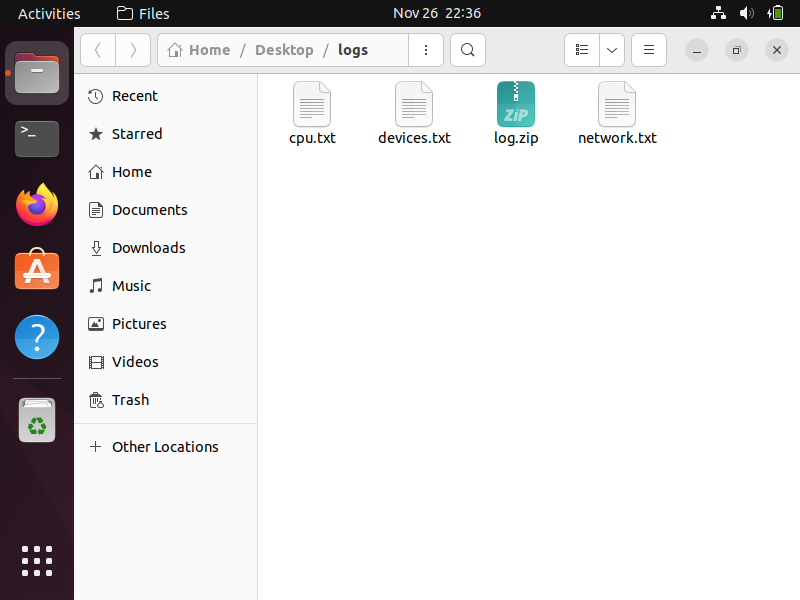 Activities Files Nov 26 22:36
Home / Desktop / logs
>_
Recent
Starred
Home
Documents
Downloads
Music
Pictures
Videos
Trash
Other Locations
ZiP
cpu.txt devices.txt log.zip network.txt